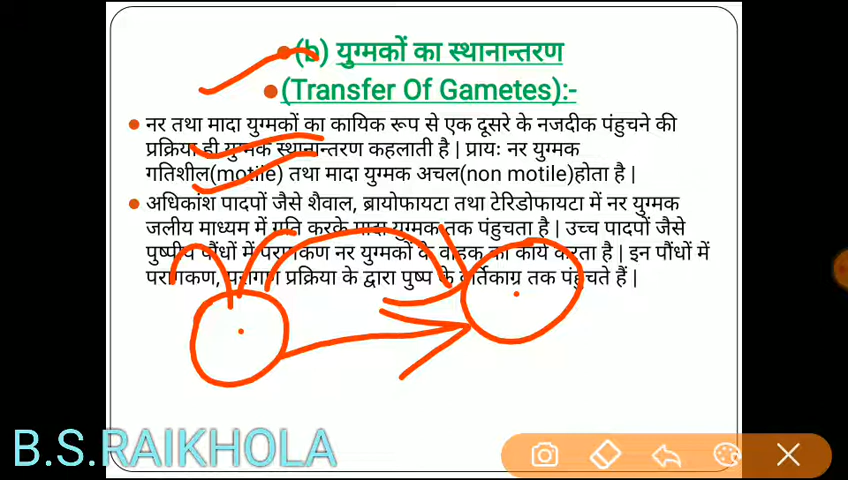 (b) युग्मकों का स्थानान्तरण
(Transfer Of Gametes):-
नर तथा मादा युग्मकों का कायिक रूप से एक दूसरे के नजदीक पंहुचने की
प्रक्रिया ही युग्मक स्थानान्तरण कहलाती है | प्रायः नर युग्मक
गतिशील(motile) तथा मादा युग्मक अचल(non motile)होता है |
अधिकांश पादपों जैसे शैवाल, ब्रायोफायटा तथा टेरिडोफायटा में नर युग्मक
जलीय माध्यम में गति करके मादा युग्मक तक पंहुचता है | उच्च पादपों जैसे
पुष्पीय पौंधों में परागकण नर युग्मकों के वाहक का कार्य करता है | इन पौंधों में
परागकण, परागण प्रक्रिया के द्वारा पुष्प के वर्तिकाग्र तक पंहुचते हैं |
B.S.RAIKHOLA